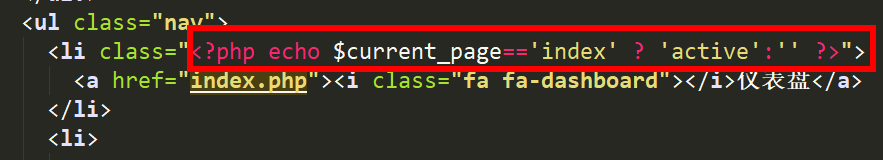 <ul class="nav">
<li class="<?php echo $current_page=='index' ? 'active':'' ?>">
<a href="index.php"><i class="fa fa-dashboard"></i>仪表盘</a>
</li>
<li>